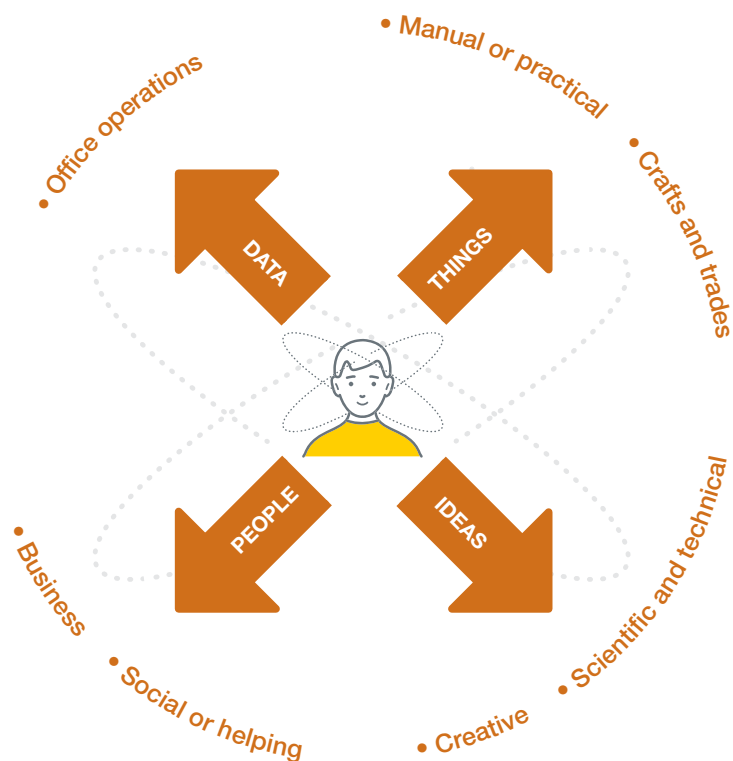 • Manual or practical
• Office operations
• Crafts and trades
DATA
THINGS
PEOPLE
IDEAS
• Scientific and technical
• Business
• Social or helping
• Creative